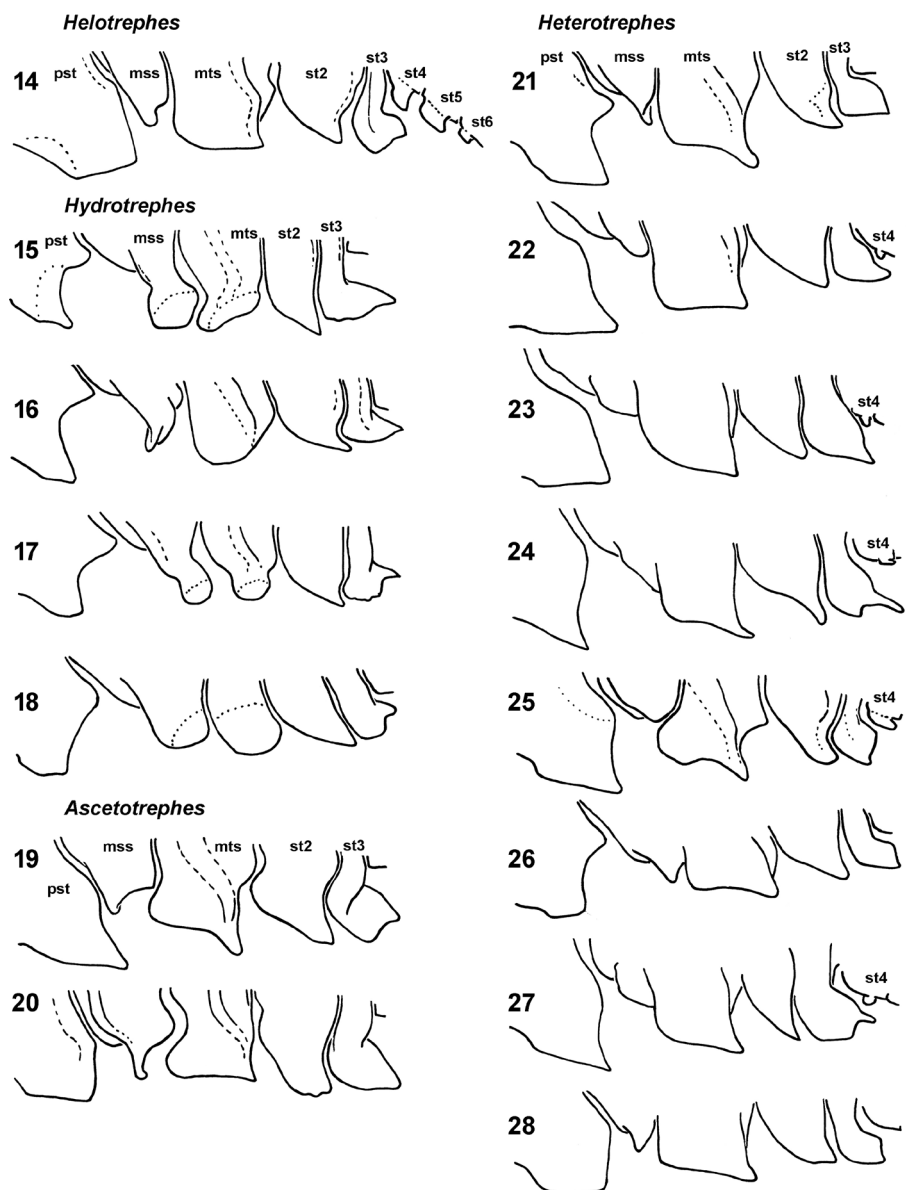 Helotrephes
14 pst mss mts st2 st3 st4 st5 st6
Hydrotrephes
15 pst mss mts st2 st3
16
17
18
Ascetotrephes
19 pst mss mts st2 st3
20
Heterotrephes
21 pst mss mts st2 st3
22 st4
23 st4
24 st4
25 st4
26
27 st4
28